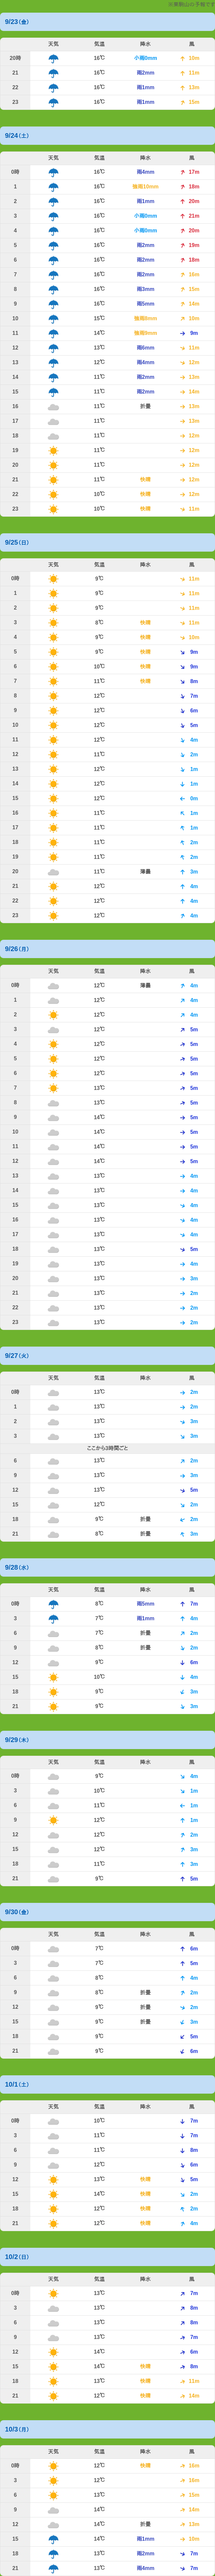 9/23(金)
天気 気温 降水 風
20時 16℃ 小雨0mm 10m
21 16℃ 雨2mm 11m
22 16℃ 雨1mm 13m
23 16℃ 雨1mm 15m
9/24(土)
天気 気温 降水 風
0時 16℃ 雨4mm 17m
1 16℃ 強雨10mm 18m
2 16℃ 雨1mm 20m
3 16℃ 小雨0mm 21m
4 16℃ 小雨0mm 20m
5 16℃ 雨2mm 19m
6 16℃ 雨2mm 18m
7 16℃ 雨2mm 16m
8 16℃ 雨3mm 15m
9 16℃ 雨5mm 14m
10 15℃ 強雨8mm 10m
11 14℃ 強雨8mm 9m
12 13℃ 雨6mm 11m
13 12℃ 雨4mm 12m
14 11℃ 雨2mm 13m
15 11℃ 雨2mm 14m
16 11℃ 折曇 13m
17 11℃ 13m
18 11℃ 12m
19 11℃ 12m
20 11℃ 12m
21 11℃ 快晴 12m
22 10℃ 快晴 12m
23 10℃ 快晴 11m
9/25(日)
天気 気温 降水 風
0時 9℃ 11m
1 9℃ 11m
2 9℃ 11m
3 8℃ 快晴 11m
4 9℃ 快晴 10m
5 9℃ 快晴 9m
6 10℃ 快晴 9m
7 11℃ 快晴 8m
8 12℃ 7m
9 12℃ 6m
10 12℃ 5m
11 12℃ 4m
12 11℃ 2m
13 12℃ 1m
14 12℃ 1m
15 12℃ 0m
16 11℃ 1m
17 11℃ 1m
18 11℃ 2m
19 11℃ 2m
20 11℃ 薄曇 3m
21 12℃ 4m
22 12℃ 4m
23 12℃ 4m
9/26(月)
天気 気温 降水 風
0時 12℃ 薄曇 4m
1 12℃ 4m
2 12℃ 4m
3 12℃ 5m
4 12℃ 5m
5 12℃ 5m
6 12℃ 5m
7 13℃ 5m
8 13℃ 5m
9 14℃ 5m
10 14℃ 5m
11 14℃ 5m
12 14℃ 5m
13 13℃ 4m
14 13℃ 4m
15 13℃ 4m
16 13℃ 4m
17 13℃ 4m
18 13℃ 5m
19 13℃ 4m
20 13℃ 3m
21 13℃ 2m
22 13℃ 2m
23 13℃ 2m
9/27(火)
天気 気温 降水 風
0時 13℃ 2m
1 13℃ 2m
2 13℃ 3m
3 13℃ 3m
ここから3時間ごと
6 13℃ 2m
9 13℃ 3m
12 13℃ 5m
15 12℃ 2m
18 9℃ 折曇 2m
21 8℃ 折曇 3m
9/28(水)
天気 気温 降水 風
0時 8℃ 雨5mm 7m
3 7℃ 雨1mm 4m
6 7℃ 折曇 2m
9 8℃ 折曇 2m
12 9℃ 6m
15 10℃ 4m
18 9℃ 3m
21 9℃ 3m
9/29(木)
天気 気温 降水 風
0時 9℃ 4m
3 10℃ 1m
6 11℃ 1m
9 12℃ 1m
12 12℃ 2m
15 12℃ 3m
18 11℃ 3m
21 9℃ 5m
9/30(金)
天気 気温 降水 風
0時 7℃ 6m
3 7℃ 5m
6 8℃ 4m
9 8℃ 折曇 2m
12 9℃ 折曇 2m
15 9℃ 折曇 3m
18 9℃ 5m
21 9℃ 6m
10/1(土)
天気 気温 降水 風
0時 10℃ 7m
3 11℃ 7m
6 11℃ 8m
9 12℃ 6m
12 13℃ 快晴 5m
15 14℃ 快晴 2m
18 12℃ 快晴 2m
21 12℃ 快晴 4m
10/2(日)
天気 気温 降水 風
0時 13℃ 7m
3 13℃ 8m
6 13℃ 8m
9 13℃ 7m
12 14℃ 6m
15 14℃ 快晴 8m
18 13℃ 快晴 11m
21 12℃ 快晴 14m
10/3(月)
天気 気温 降水 風
0時 12℃ 快晴 16m
3 12℃ 16m
6 13℃ 15m
9 14℃ 14m
12 14℃ 折曇 13m
15 14℃ 雨1mm 10m
18 13℃ 雨2mm 7m
21 13℃ 雨4mm 7m